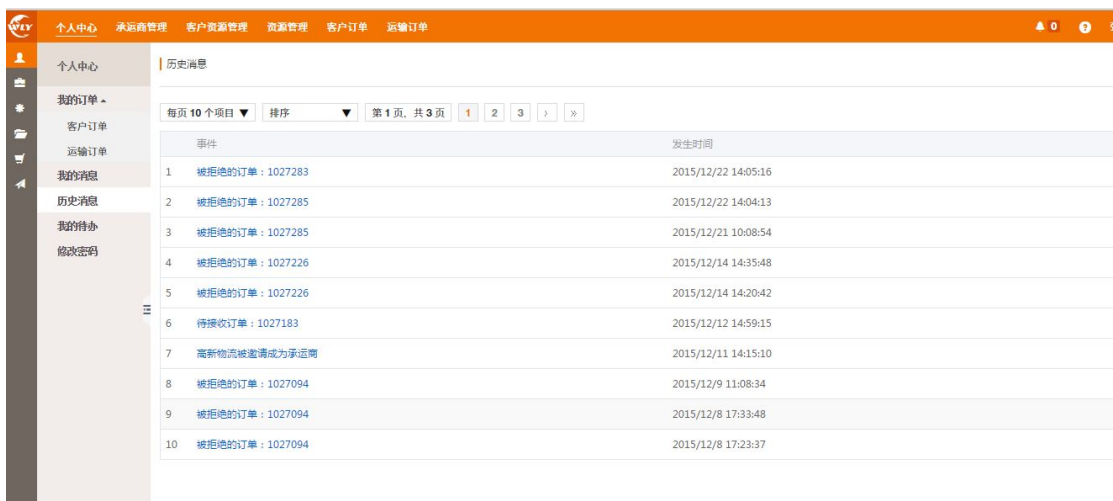 WLY 个人中心 承运商管理 客户资源管理 资源管理 客户订单 运输订单 0
个人中心
我的订单
客户订单
运输订单
我的消息
历史消息
我的待办
修改密码
历史消息
每页 10 个项目 ▼ 排序 ▼ 第 1 页, 共 3 页 1 2 3 › »
事件 发生时间
1 被拒绝的订单：1027283 2015/12/22 14:05:16
2 被拒绝的订单：1027285 2015/12/22 14:04:13
3 被拒绝的订单：1027285 2015/12/21 10:08:54
4 被拒绝的订单：1027226 2015/12/14 14:35:48
5 被拒绝的订单：1027226 2015/12/14 14:20:42
6 待接收订单：1027183 2015/12/12 14:59:15
7 高新物流被邀请成为承运商 2015/12/11 14:15:10
8 被拒绝的订单：1027094 2015/12/9 11:08:34
9 被拒绝的订单：1027094 2015/12/8 17:33:48
10 被拒绝的订单：1027094 2015/12/8 17:23:37